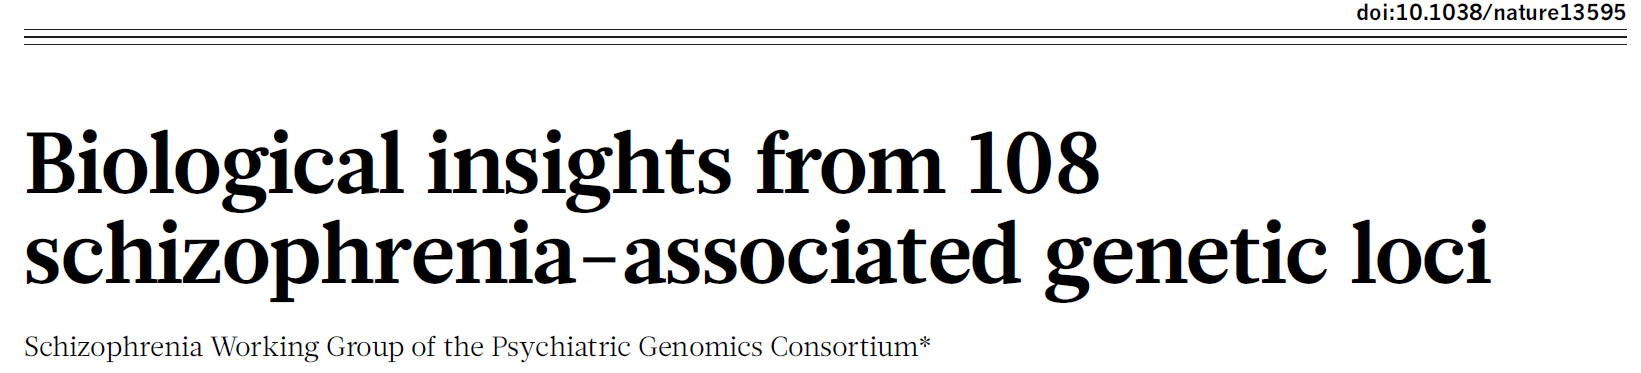 doi:10.1038/nature13595
Biological insights from 108
schizophrenia-associated genetic loci
Schizophrenia Working Group of the Psychiatric Genomics Consortium*